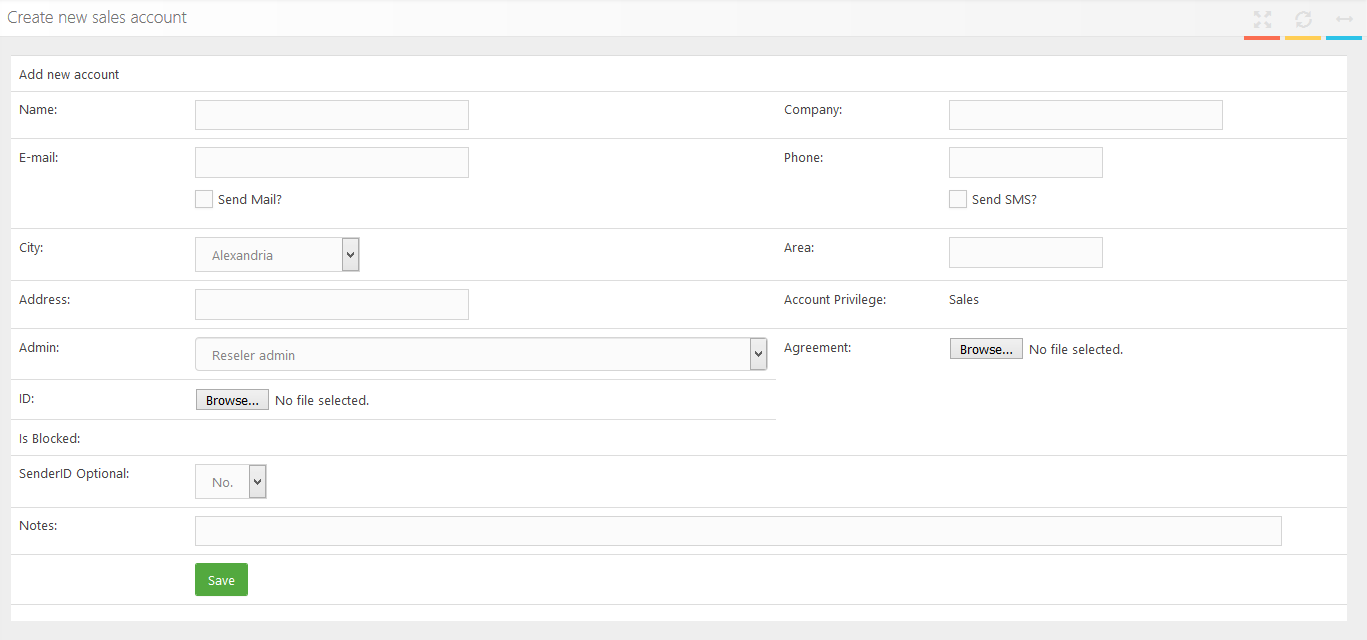 Create new sales account
Add new account
Name:
Company:
E-mail:
Phone:
Send Mail?
Send SMS?
City:
Alexandria
Area:
Address:
Account Privilege:
Sales
Admin:
Reseler admin
Agreement:
Browse...
No file selected.
ID:
Browse...
No file selected.
Is Blocked:
SenderID Optional:
No.
Notes:
Save